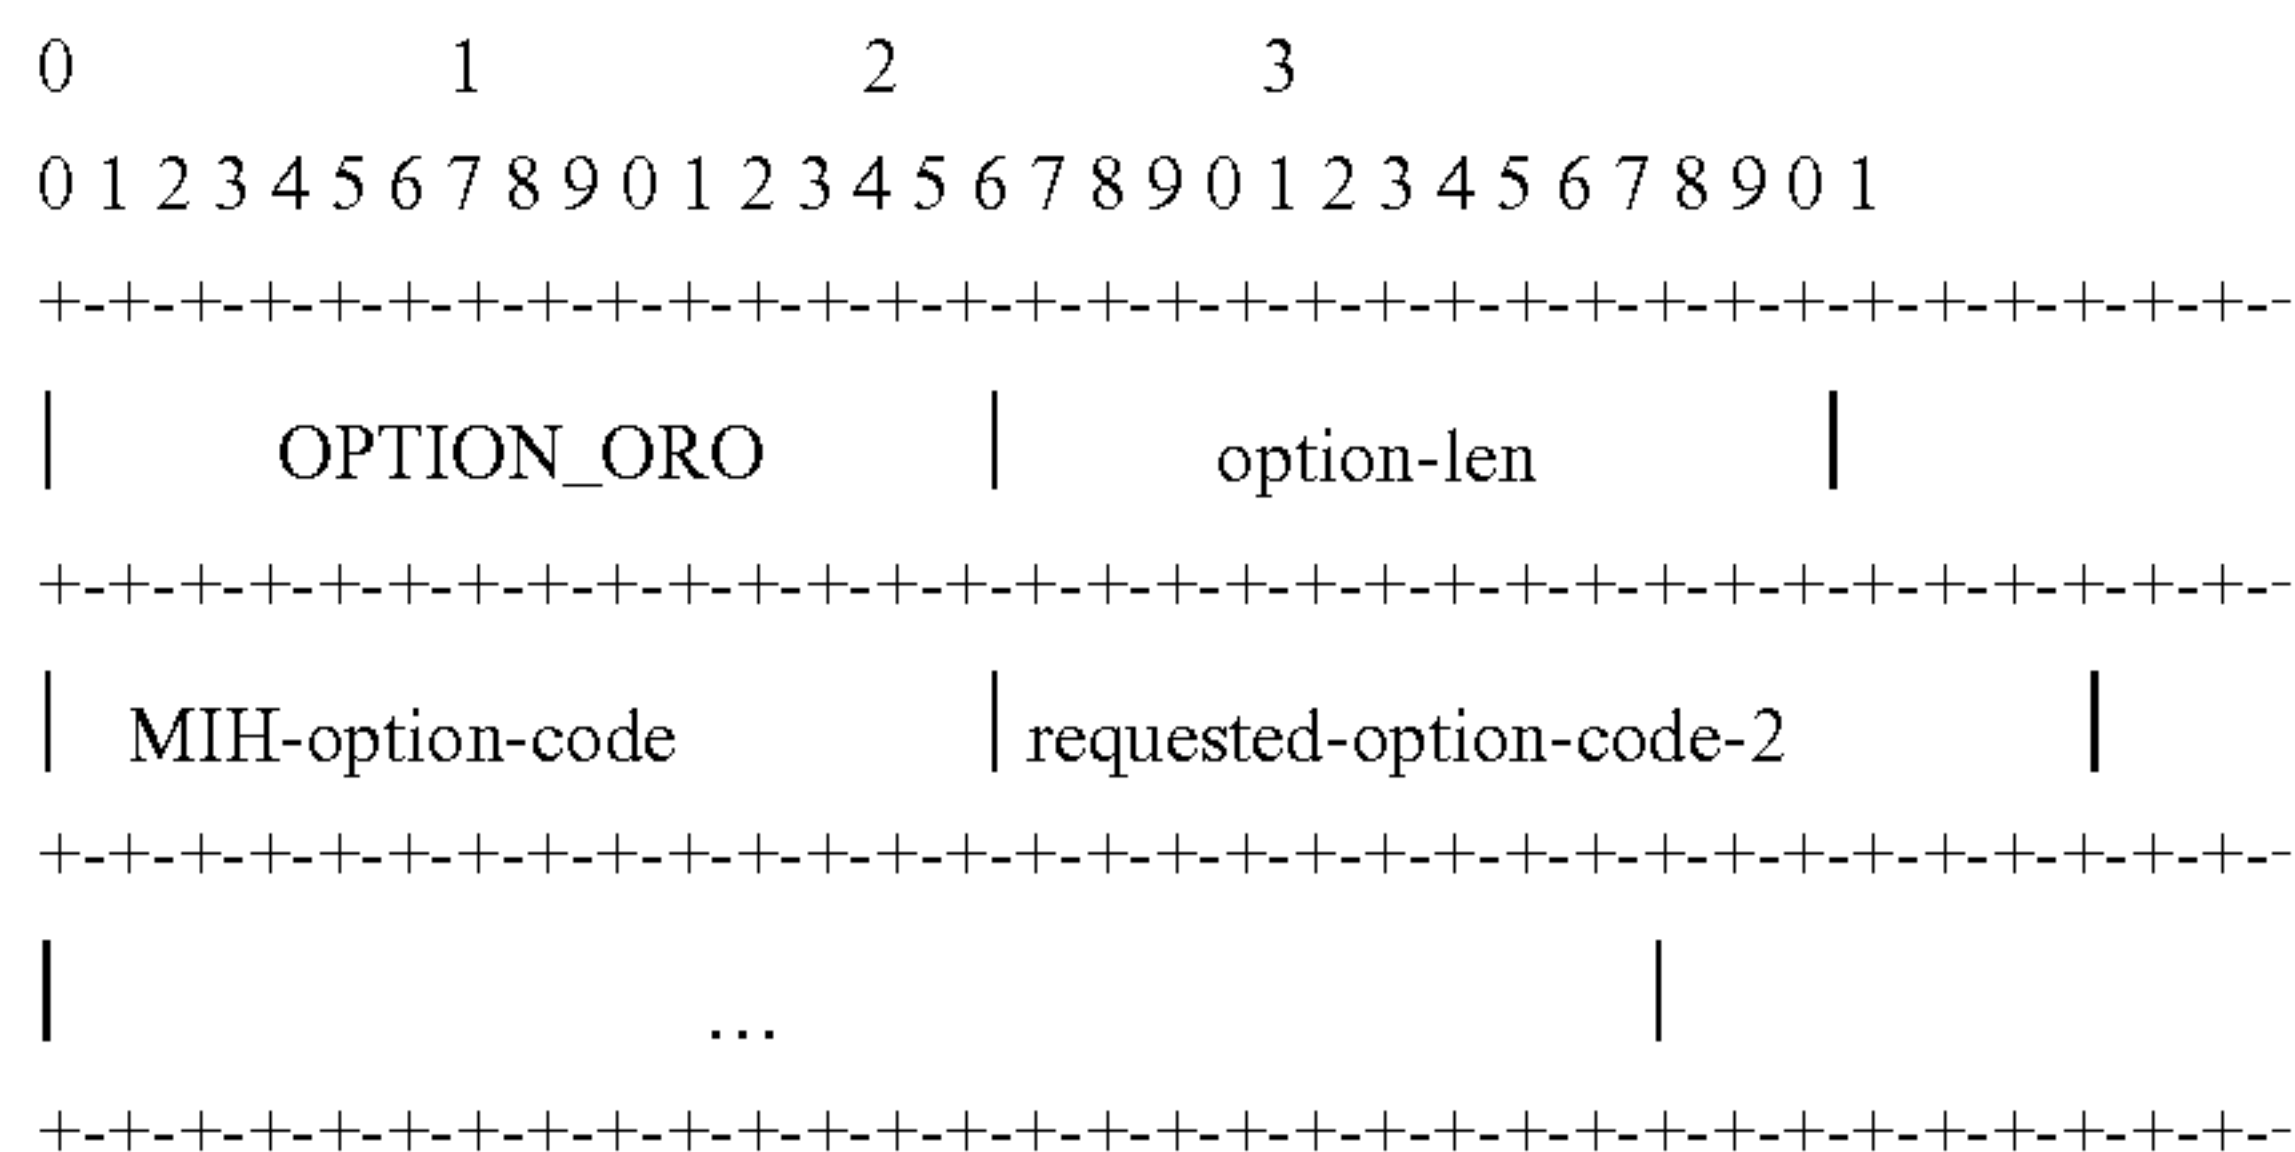 0 1 2 3
0 1 2 3 4 5 6 7 8 9 0 1 2 3 4 5 6 7 8 9 0 1 2 3 4 5 6 7 8 9 0 1
+-+-+-+-+-+-+-+-+-+-+-+-+-+-+-+-+-+-+-+-+-+-+-+-+-+-+-+-+-+-+-+-+-
| OPTION_ORO | option-len |
+-+-+-+-+-+-+-+-+-+-+-+-+-+-+-+-+-+-+-+-+-+-+-+-+-+-+-+-+-+-+-+-+-
| MIH-option-code | requested-option-code-2 |
+-+-+-+-+-+-+-+-+-+-+-+-+-+-+-+-+-+-+-+-+-+-+-+-+-+-+-+-+-+-+-+-+-
| ... |
+-+-+-+-+-+-+-+-+-+-+-+-+-+-+-+-+-+-+-+-+-+-+-+-+-+-+-+-+-+-+-+-+-